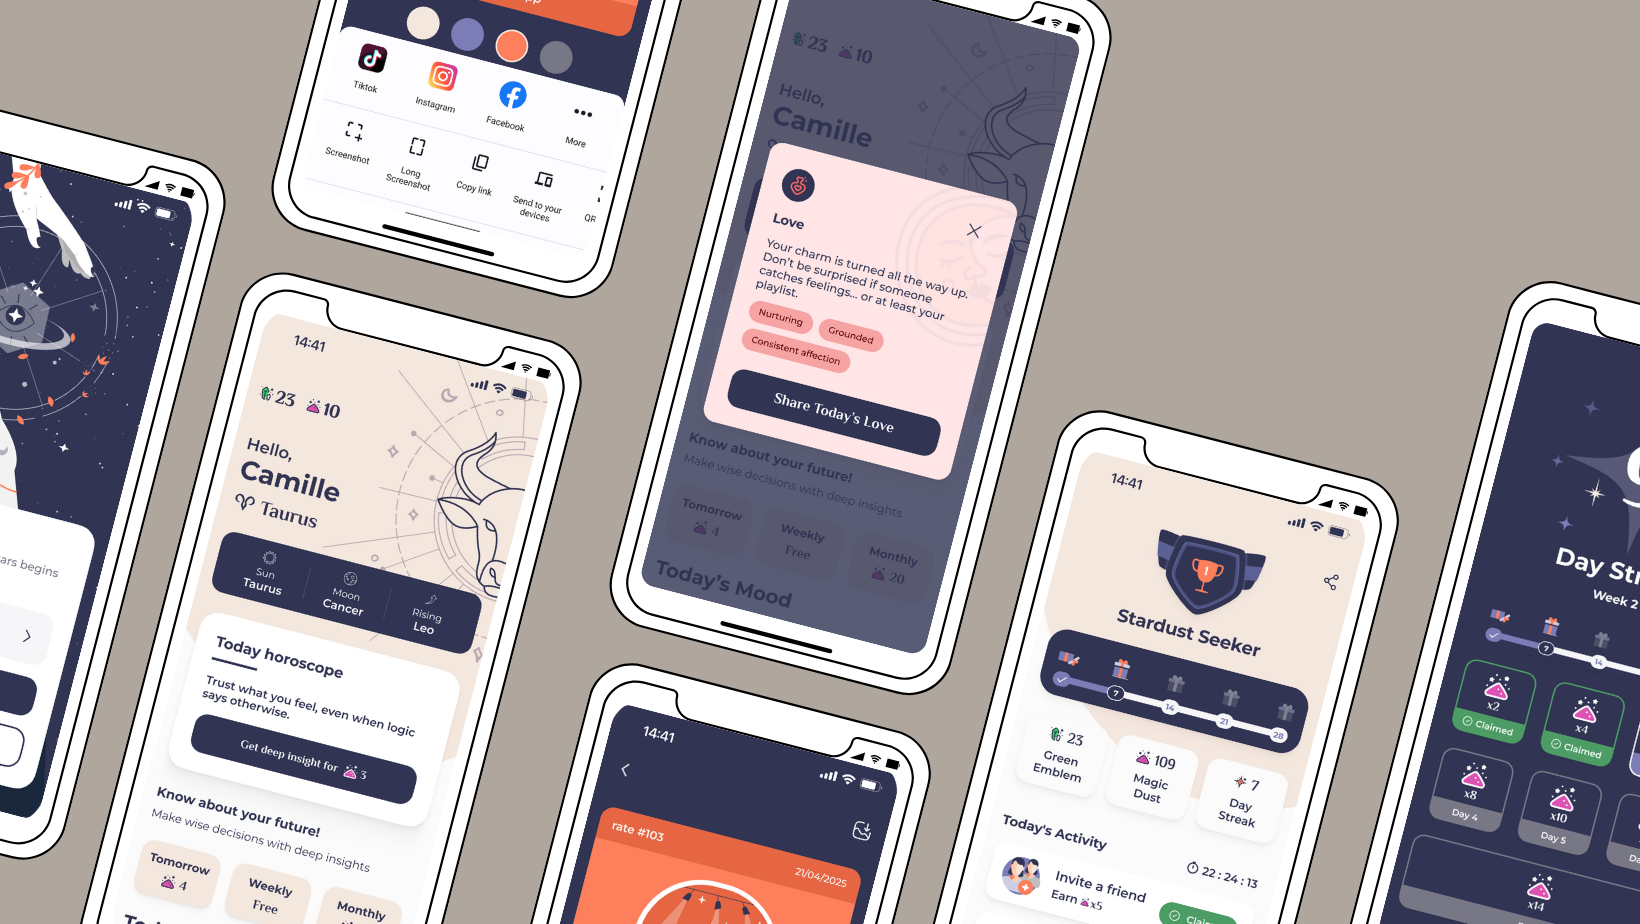 ars begins
Tiktok
Instagram
Facebook
More
Screenshot
Long
Screenshot
Copy link
Send to your
devices
QR
14:41
23 10
Hello,
Camille
Taurus
Sun
Taurus
Moon
Cancer
Rising
Leo
Today horoscope
Trust what you feel, even when logic
says otherwise.
Get deep insight for 3
Know about your future!
Make wise decisions with deep insights
Tomorrow
4
Weekly
Free
Monthly
23 10
Hello,
Camille
Love
Your charm is turned all the way up.
Don't be surprised if someone
catches feelings... or at least your
playlist.
Nurturing
Grounded
Consistent affection
Share Today's Love
Know about your future!
Make wise decisions with deep insights
Tomorrow
4
Weekly
Free
Monthly
20
Today's Mood
14:41
rate #103
21/04/2025
14:41
1
Stardust Seeker
7
14
21
28
23
Green
Emblem
109
Magic
Dust
7
Day
Streak
Today's Activity
22 : 24 : 13
Invite a friend
Earn x5
Day Str
Week 2
7
14
x2
Claimed
x4
Claimed
x8
Day 4
x10
Day 5
x14